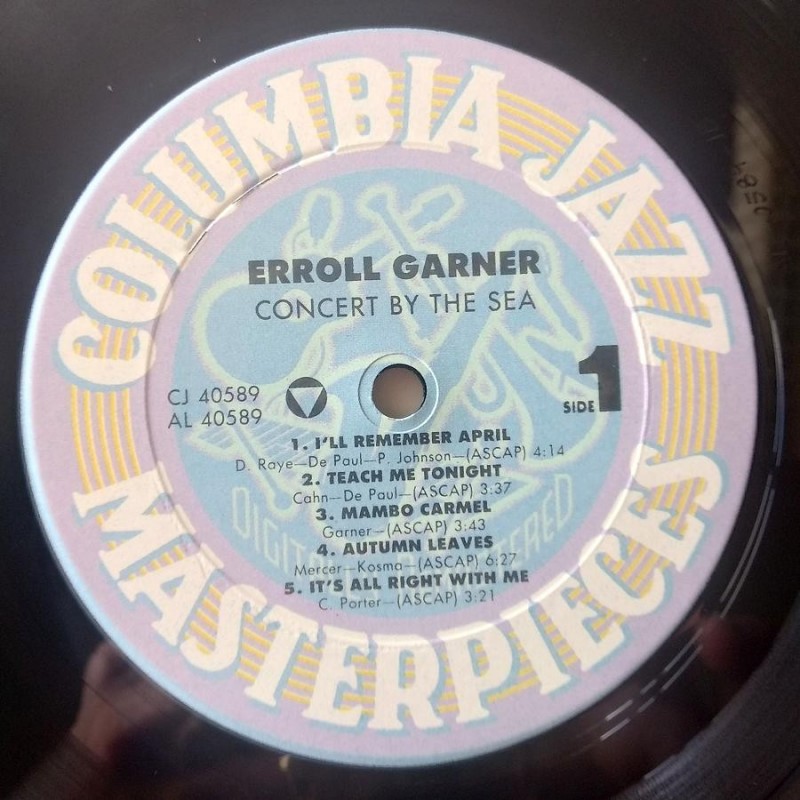 COLUMBIA JAZZ
ERROLL GARNER
CONCERT BY THE SEA
CJ 40589
AL 40589
SIDE 1
1. I'LL REMEMBER APRIL
D. Raye—De Paul—P. Johnson—(ASCAP) 4:14
2. TEACH ME TONIGHT
Cahn—De Paul—(ASCAP) 3:37
3. MAMBO CARMEL
Garner—(ASCAP) 3:43
4. AUTUMN LEAVES
Mercer—Kosma—(ASCAP) 6:27
5. IT'S ALL RIGHT WITH ME
C. Porter—(ASCAP) 3:21
MASTERPIECES